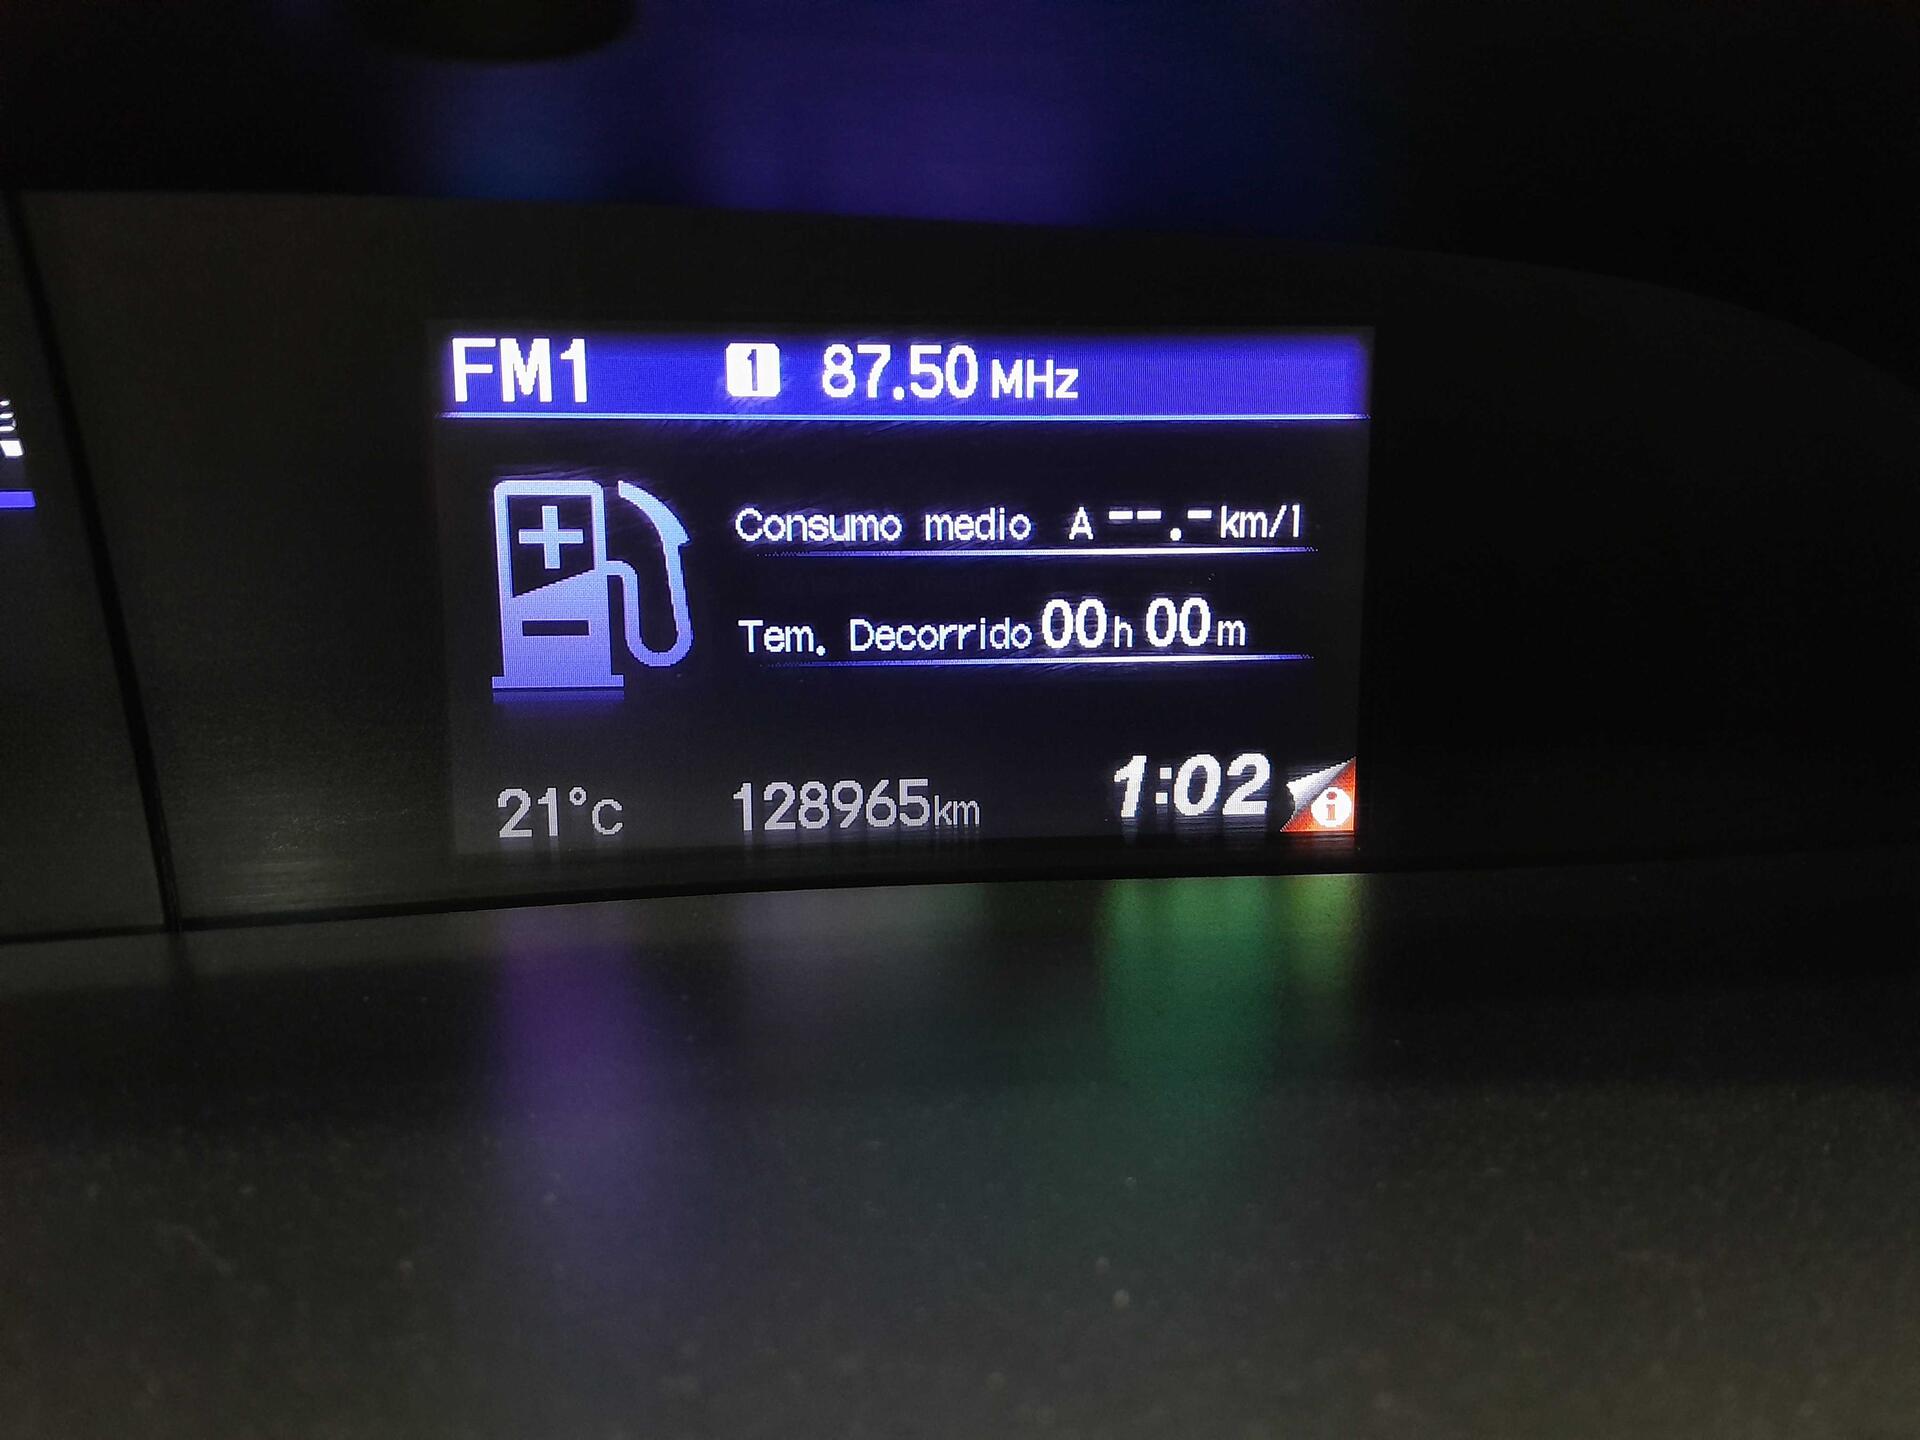 FM1 1 87.50 MHz
Consumo medio A --.- km/l
Tem. Decorrido 00h 00m
21°C 128965km 1:02 i